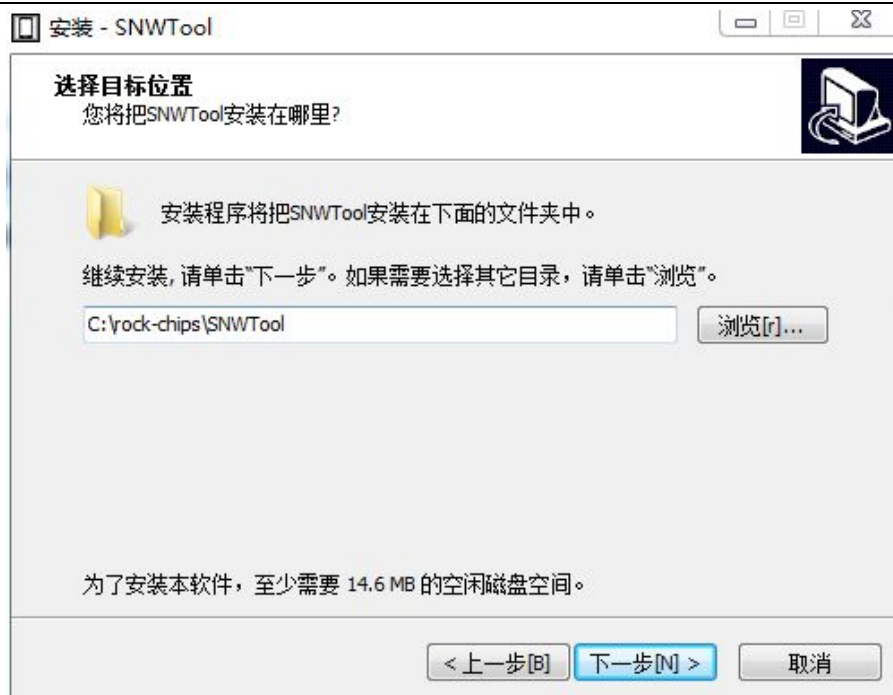 安装 - SNWTool
选择目标位置
您将把SNWTool安装在哪里?
安装程序将把SNWTool安装在下面的文件夹中。
继续安装, 请单击“下一步”。如果需要选择其它目录，请单击“浏览”。
C:\rock-chips\SNWTool
浏览[r]...
为了安装本软件，至少需要 14.6 MB 的空闲磁盘空间。
< 上一步[B] 下一步[N] > 取消